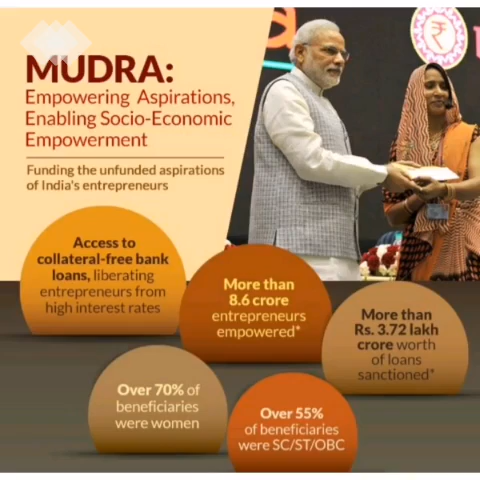 MUDRA:
Empowering Aspirations,
Enabling Socio-Economic
Empowerment
Funding the unfunded aspirations
of India's entrepreneurs
Access to
collateral-free bank
loans, liberating
entrepreneurs from
high interest rates
More than
8.6 crore
entrepreneurs
empowered*
More than
Rs. 3.72 lakh
crore worth
of loans
sanctioned*
Over 70% of
beneficiaries
were women
Over 55%
of beneficiaries
were SC/ST/OBC